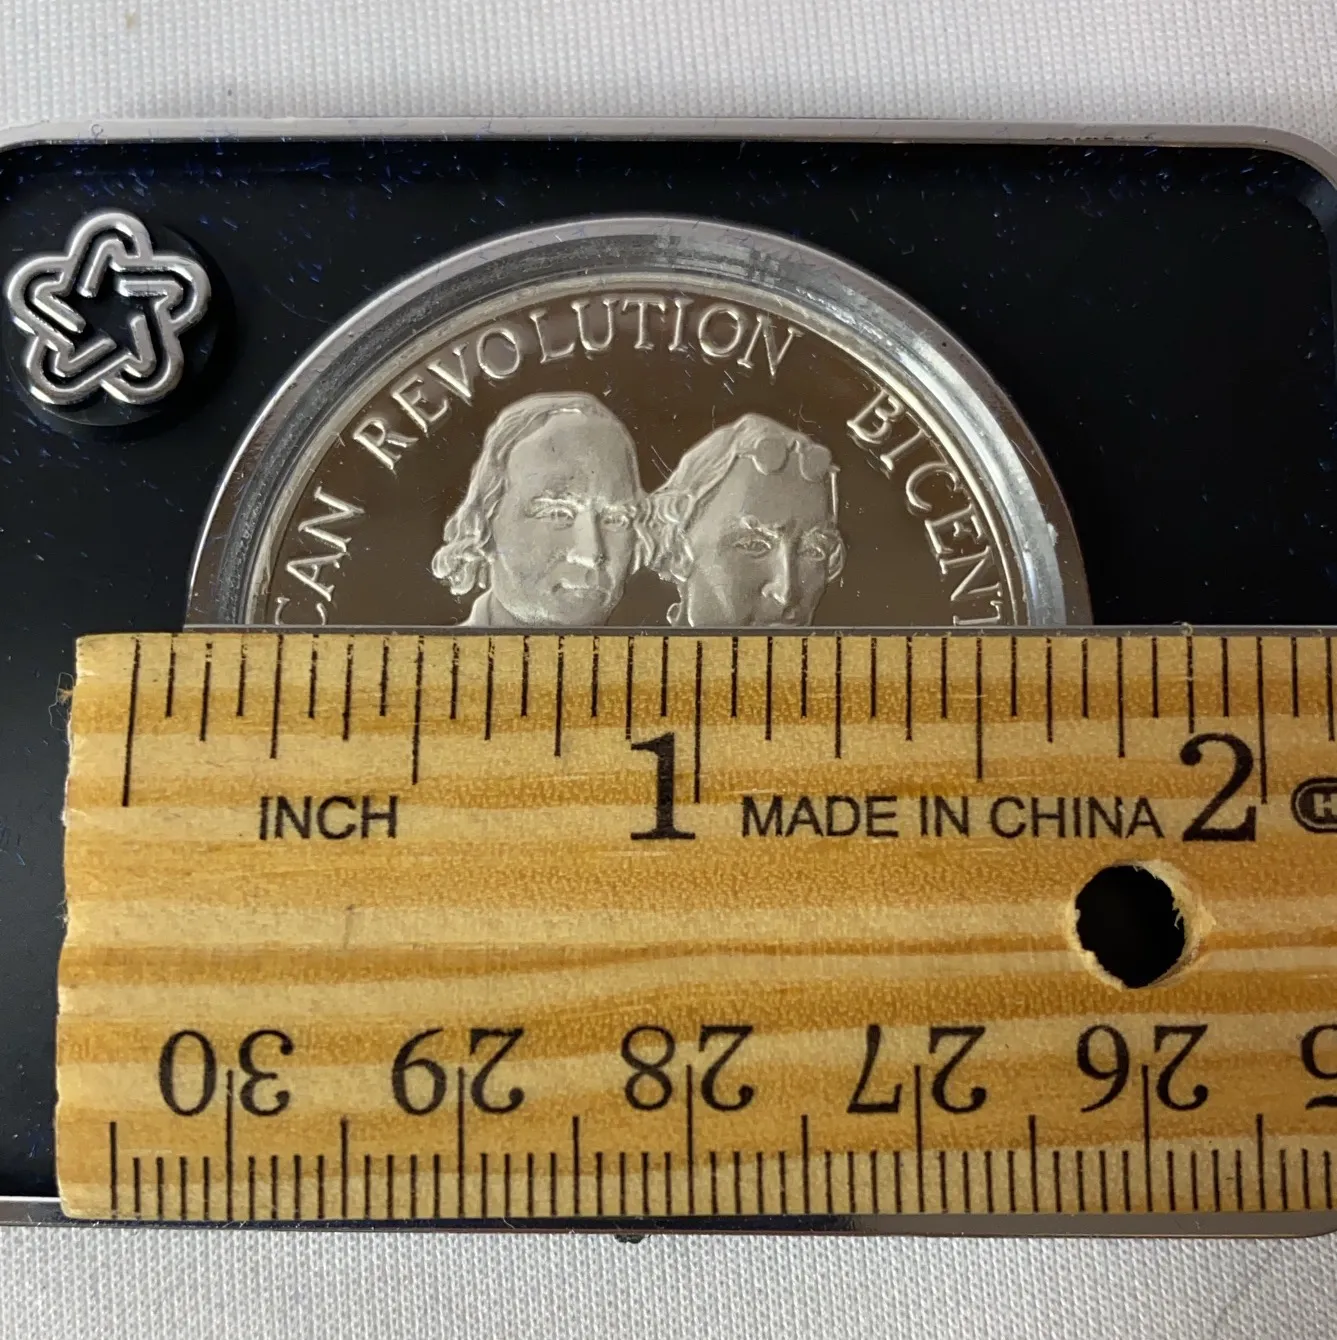 CAN REVOLUTION BICENT
1 2
INCH MADE IN CHINA H
30 29 28 27 26